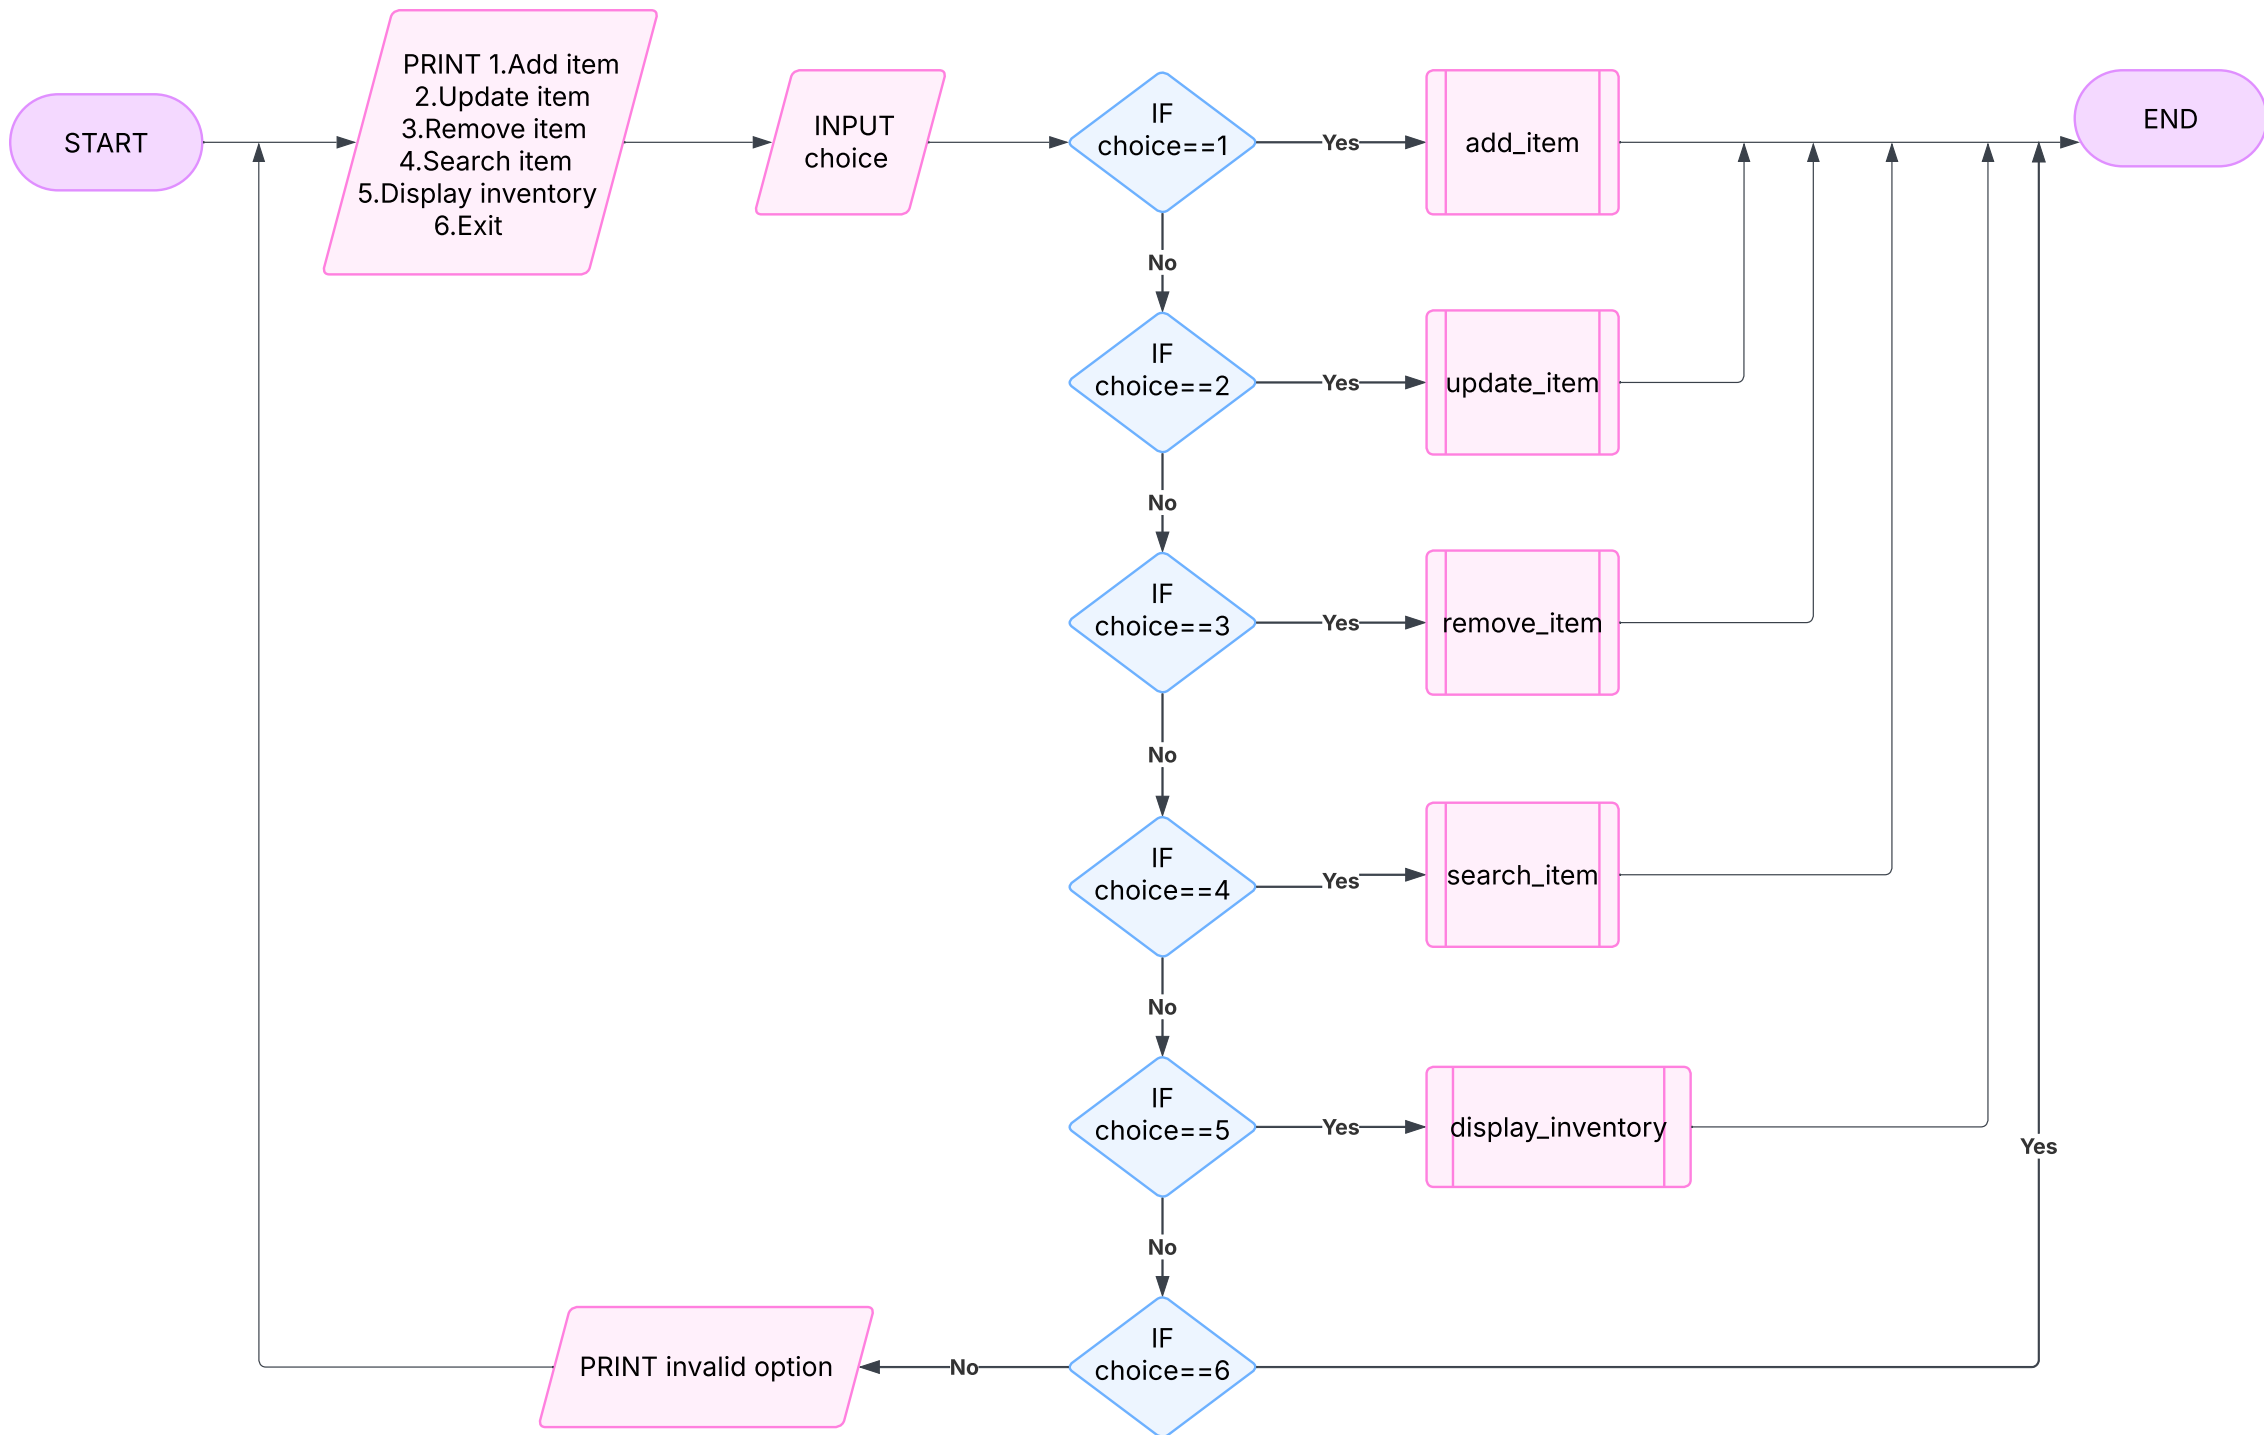 START
PRINT 1.Add item
2.Update item
3.Remove item
4.Search item
5.Display inventory
6.Exit
INPUT
choice
IF
choice==1
Yes
add_item
END
No
IF
choice==2
Yes
update_item
No
IF
choice==3
Yes
remove_item
No
IF
choice==4
Yes
search_item
No
IF
choice==5
Yes
display_inventory
Yes
No
IF
choice==6
No
PRINT invalid option